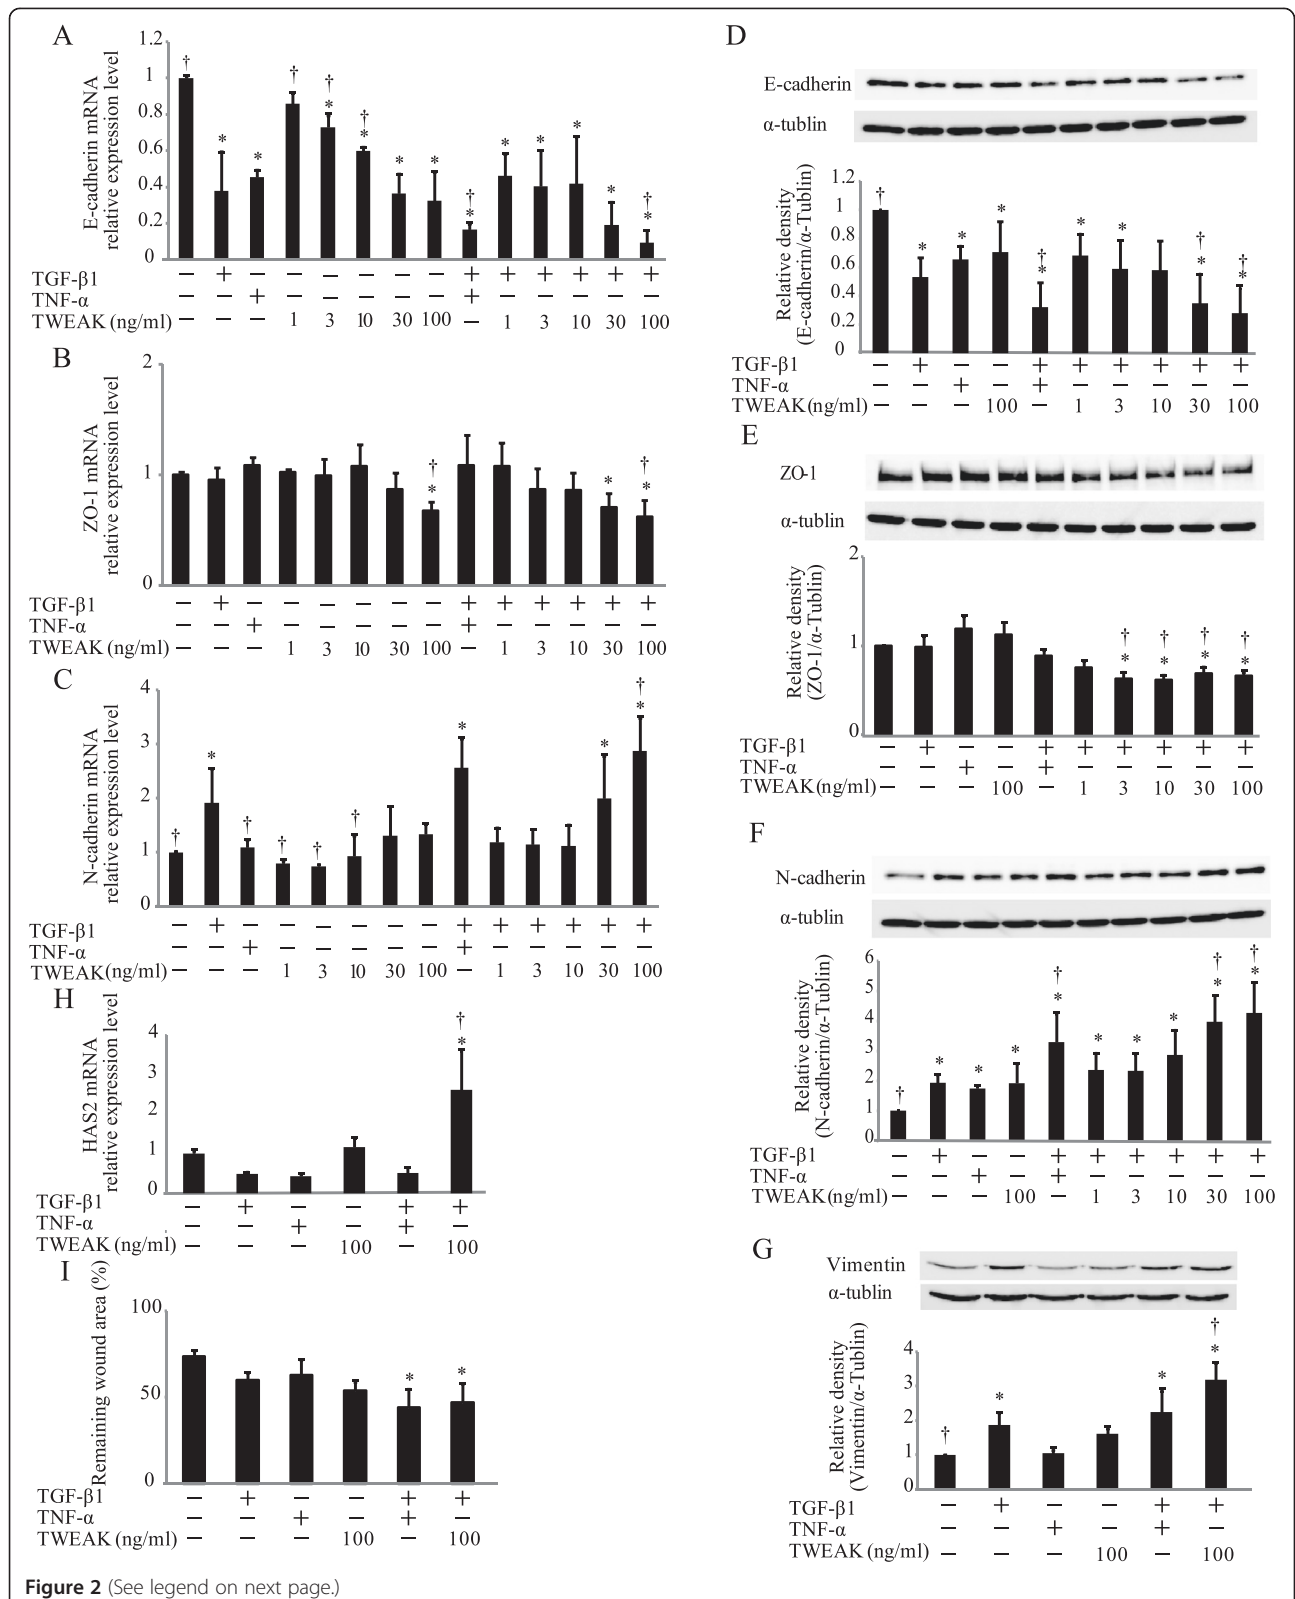 A
E-cadherin mRNA
relative expression level
1.2
1
0.8
0.6
0.4
0.2
0
† * * † † * † * * * † * * * * * † *
TGF-β1 − + − − − − − − + + + + + +
TNF-α − − + − − − − − + − − − − −
TWEAK (ng/ml) − − − 1 3 10 30 100 − 1 3 10 30 100
B
ZO-1 mRNA
relative expression level
2
1
0
† * * † *
TGF-β1 − + − − − − − − + + + + + +
TNF-α − − + − − − − − + − − − − −
TWEAK (ng/ml) − − − 1 3 10 30 100 − 1 3 10 30 100
C
N-cadherin mRNA
relative expression level
4
3
2
1
0
† * † † † † * * † *
TGF-β1 − + − − − − − − + + + + + +
TNF-α − − + − − − − − + − − − − −
TWEAK(ng/ml) − − − 1 3 10 30 100 − 1 3 10 30 100
H
HAS2 mRNA
relative expression level
4
3
2
1
0
† *
TGF-β1 − + − − + +
TNF-α − − + − + −
TWEAK (ng/ml) − − − 100 − 100
I
Remaining wound area (%)
100
50
0
* *
TGF-β1 − + − − + +
TNF-α − − + − + −
TWEAK (ng/ml) − − − 100 − 100
D
E-cadherin
α-tublin
Relative density
(E-cadherin/α-Tublin)
1.2
1
0.8
0.6
0.4
0.2
0
† * * * † * * * † * † *
TGF-β1 − + − − + + + + + +
TNF-α − − + − + − − − − −
TWEAK(ng/ml) − − − 100 − 1 3 10 30 100
E
ZO-1
α-tublin
Relative density
(ZO-1/α-Tublin)
2
1
0
† * † * † * † *
TGF-β1 − + − − + + + + + +
TNF-α − − + − + − − − − −
TWEAK(ng/ml) − − − 100 − 1 3 10 30 100
F
N-cadherin
α-tublin
Relative density
(N-cadherin/α-Tublin)
6
5
4
3
2
1
0
† * * * † * * * * † * † *
TGF-β1 − + − − + + + + + +
TNF-α − − + − + − − − − −
TWEAK(ng/ml) − − − 100 − 1 3 10 30 100
G
Vimentin
α-tublin
Relative density
(Vimentin/α-Tublin)
4
3
2
1
0
† * * † *
TGF-β1 − + − − + +
TNF-α − − + − + −
TWEAK (ng/ml) − − − 100 − 100
Figure 2 (See legend on next page.)